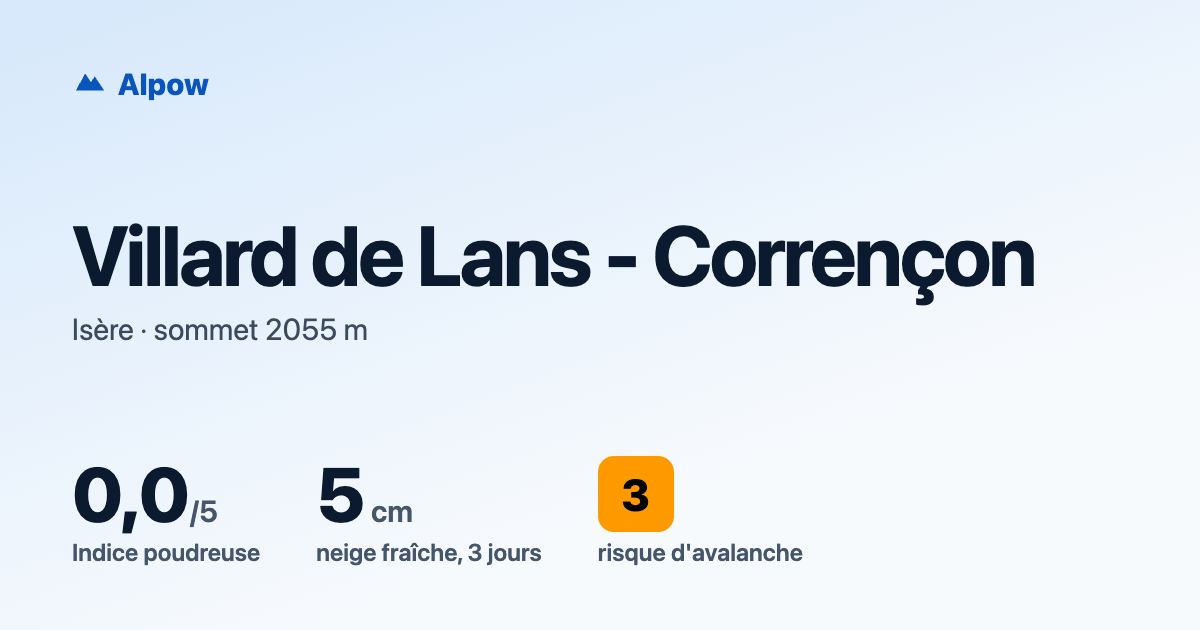 Alpow
Villard de Lans - Corrençon
Isère · sommet 2055 m
0,0/5
Indice poudreuse
5 cm
neige fraîche, 3 jours
3
risque d'avalanche